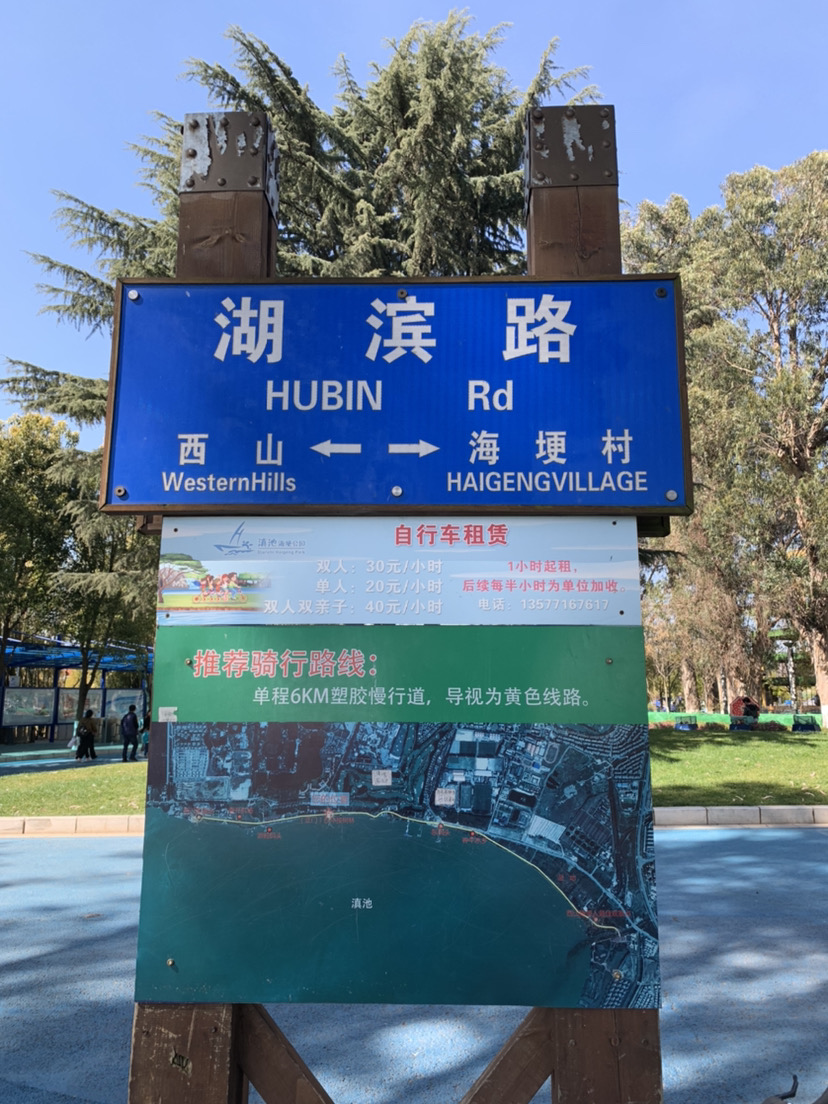 湖 滨 路
HUBIN Rd
西 山 ← → 海 埂 村
WesternHills HAIGENGVILLAGE
自行车租赁
双人：30元/小时
单人：20元/小时
双人双亲子：40元/小时
1小时起租，
后续每半小时为单位加收。
电话：13577167617
推荐骑行路线：
单程6KM塑胶慢行道，导视为黄色线路。
滇池